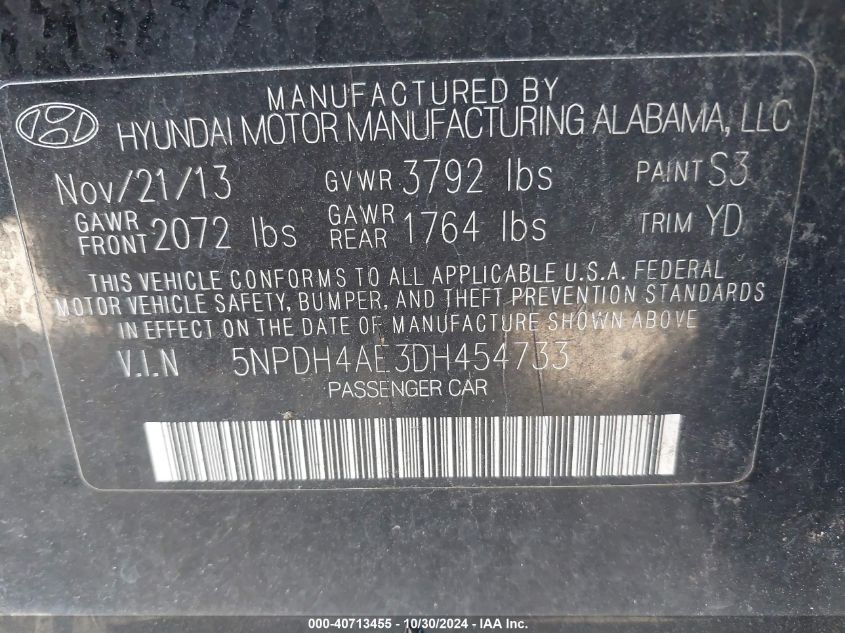 MANUFACTURED BY
HYUNDAI MOTOR MANUFACTURING ALABAMA, LLC
Nov/21/13 GVWR 3792 lbs PAINT S3
GAWR FRONT 2072 lbs GAWR REAR 1764 lbs TRIM YD
THIS VEHICLE CONFORMS TO ALL APPLICABLE U.S.A. FEDERAL
MOTOR VEHICLE SAFETY, BUMPER, AND THEFT PREVENTION STANDARDS
IN EFFECT ON THE DATE OF MANUFACTURE SHOWN ABOVE
V.I.N 5NPDH4AE3DH454733
PASSENGER CAR
000-40713455 - 10/30/2024 - IAA Inc.